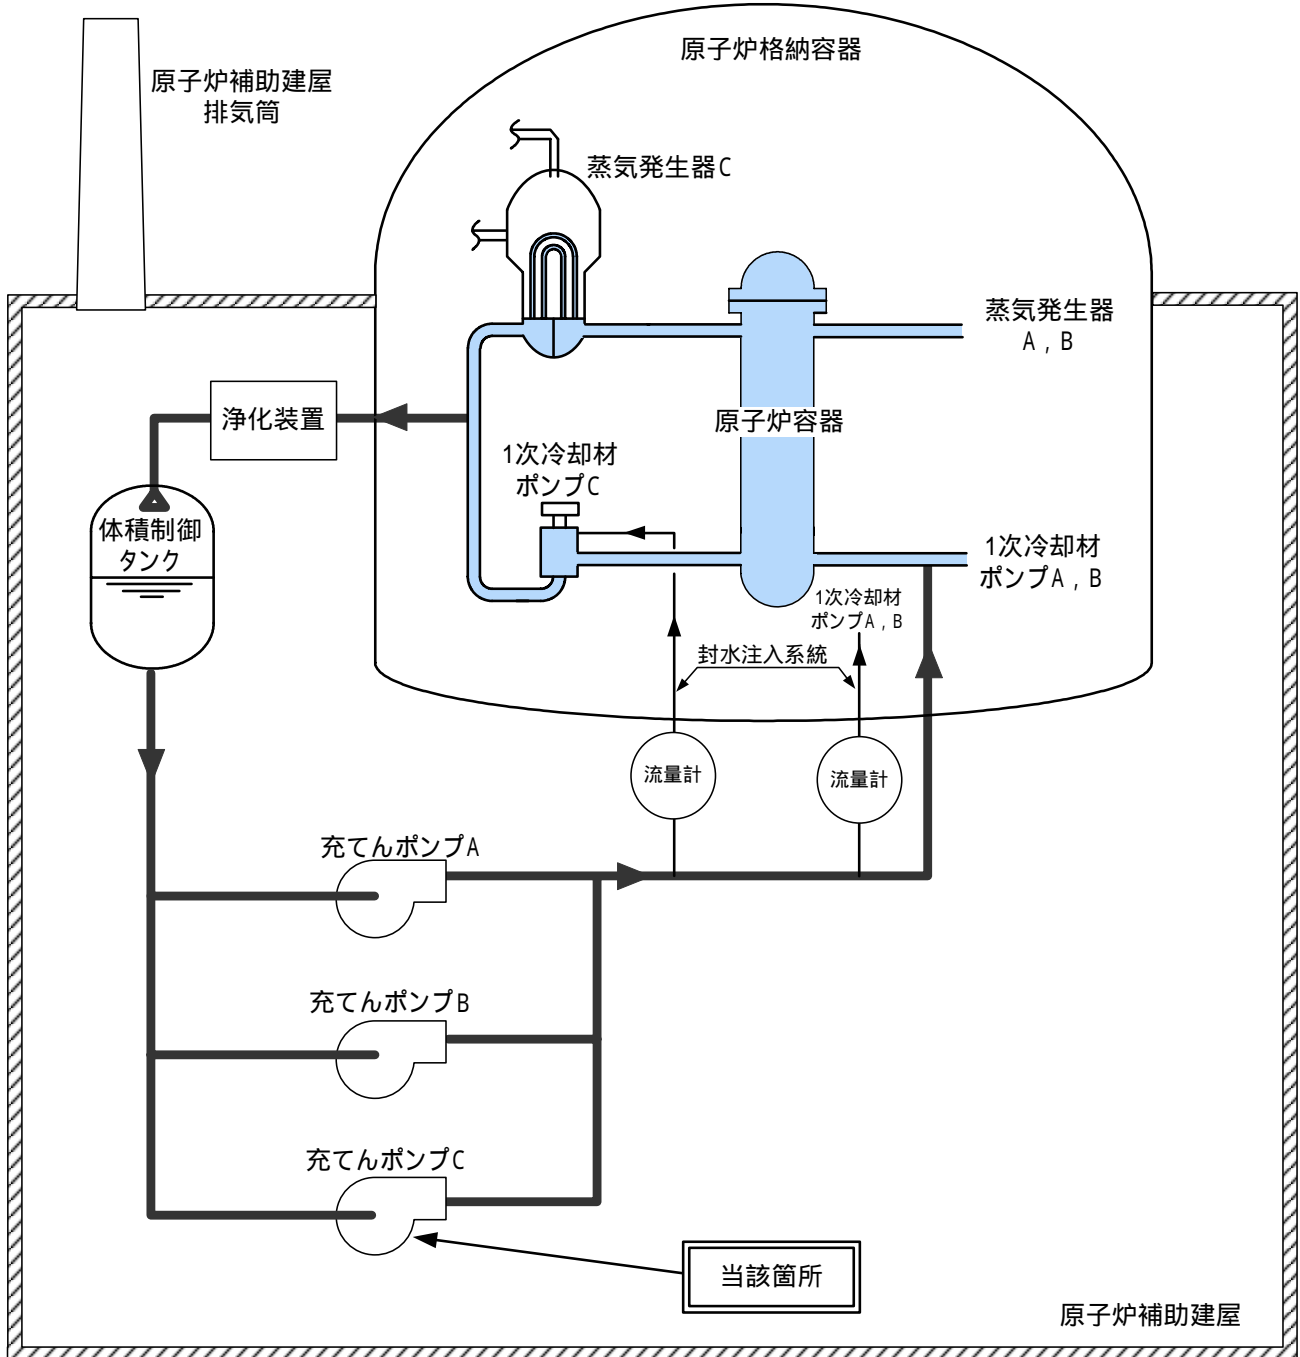 原子炉格納容器
原子炉補助建屋
排気筒
蒸気発生器C
蒸気発生器
A，B
浄化装置
原子炉容器
1次冷却材
ポンプC
体積制御
タンク
1次冷却材
ポンプA，B
1次冷却材
ポンプA，B
封水注入系統
流量計
流量計
充てんポンプA
充てんポンプB
充てんポンプC
当該箇所
原子炉補助建屋